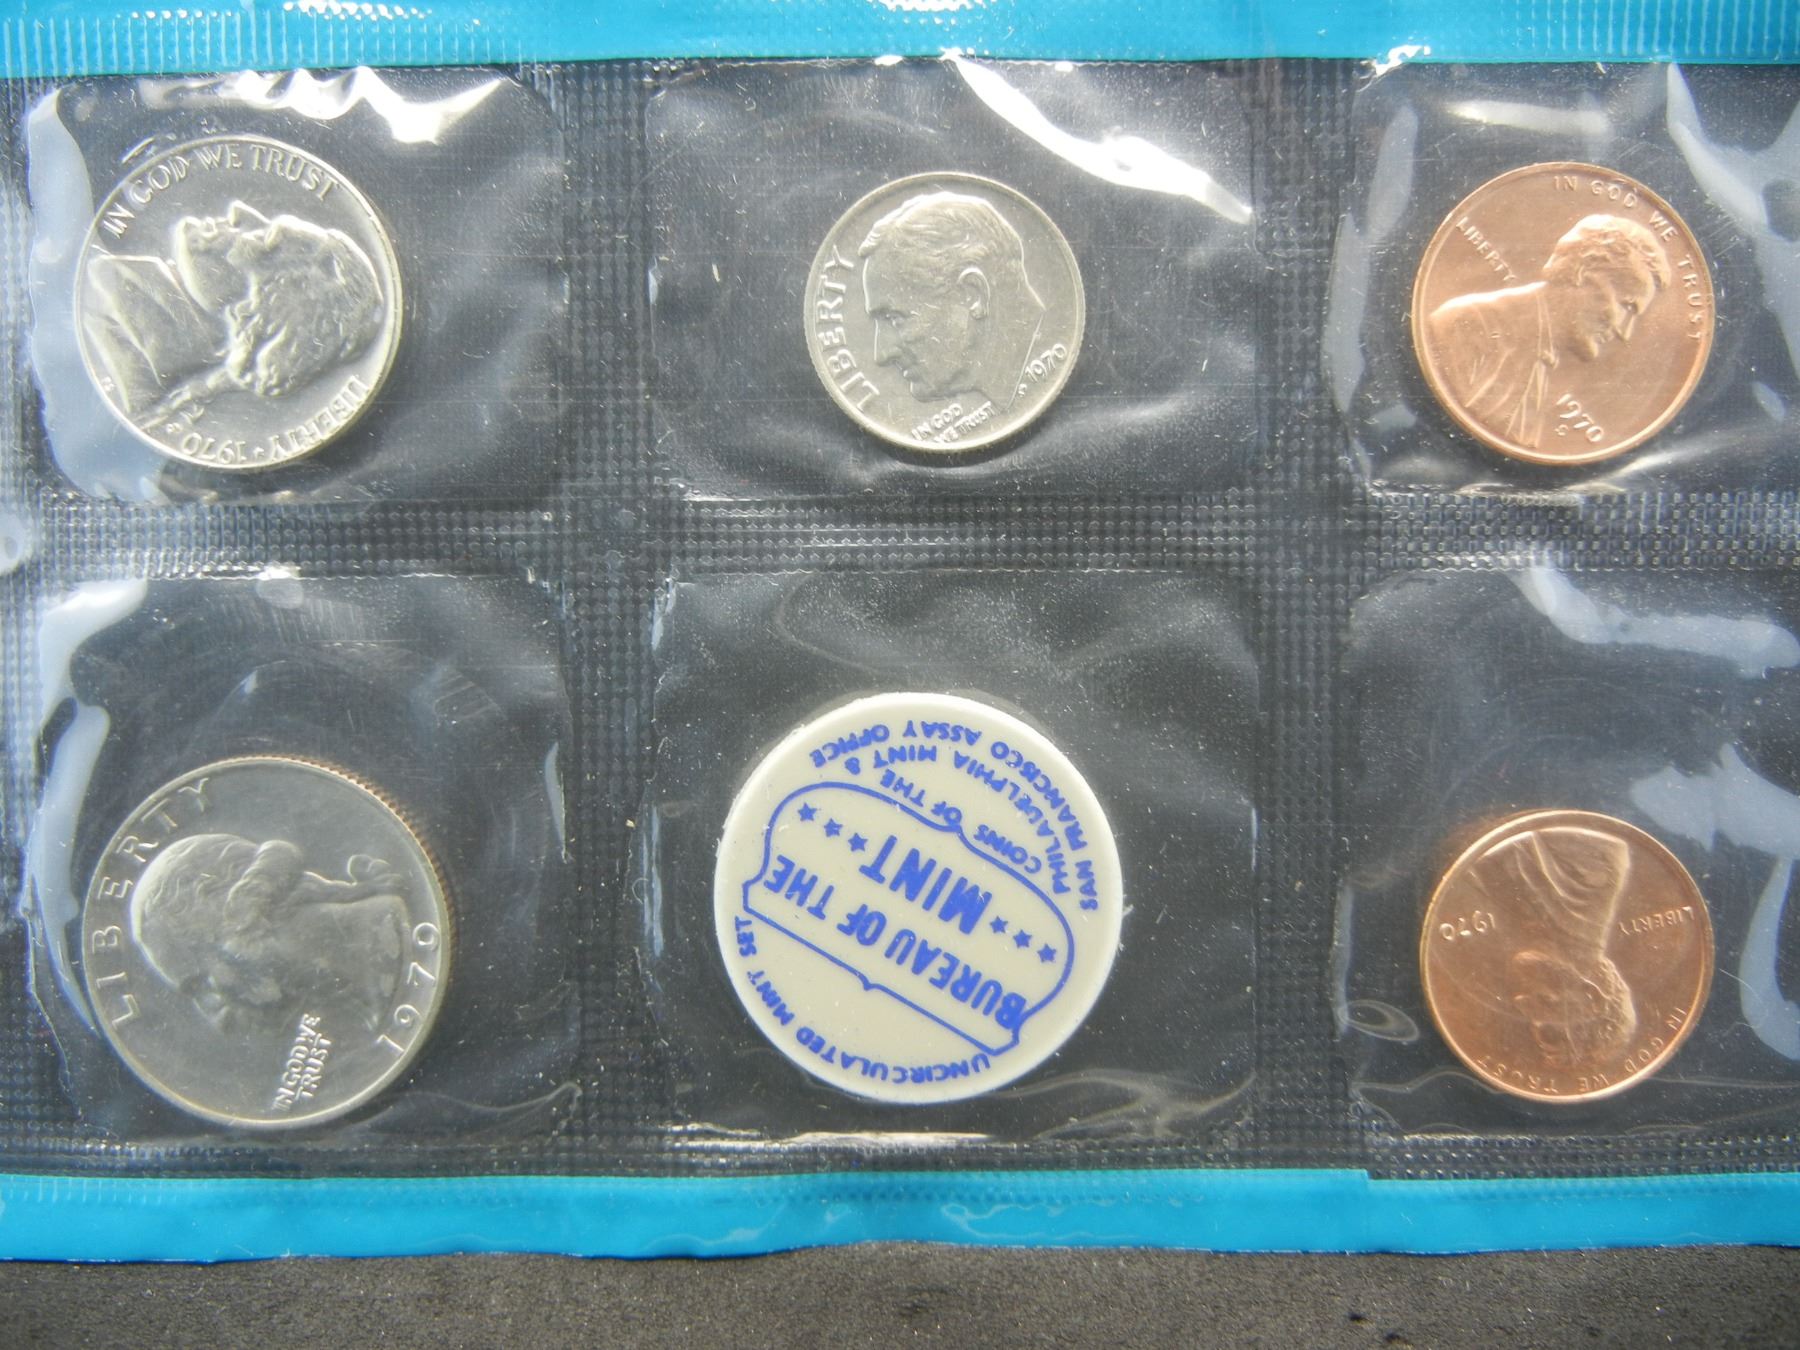 IN GOD WE TRUST
LIBERTY ★ 1970
LIBERTY
IN GOD
WE TRUST
1970
IN GOD WE TRUST
LIBERTY
1970
S
LIBERTY
IN GOD WE
TRUST
1970
UNCIRCULATED MINT SET
BUREAU OF THE
★★★ MINT ★★★★
COINS OF THE
PHILADELPHIA MINT &
SAN FRANCISCO ASSAY OFFICE
IN GOD WE TRUST
LIBERTY
1970